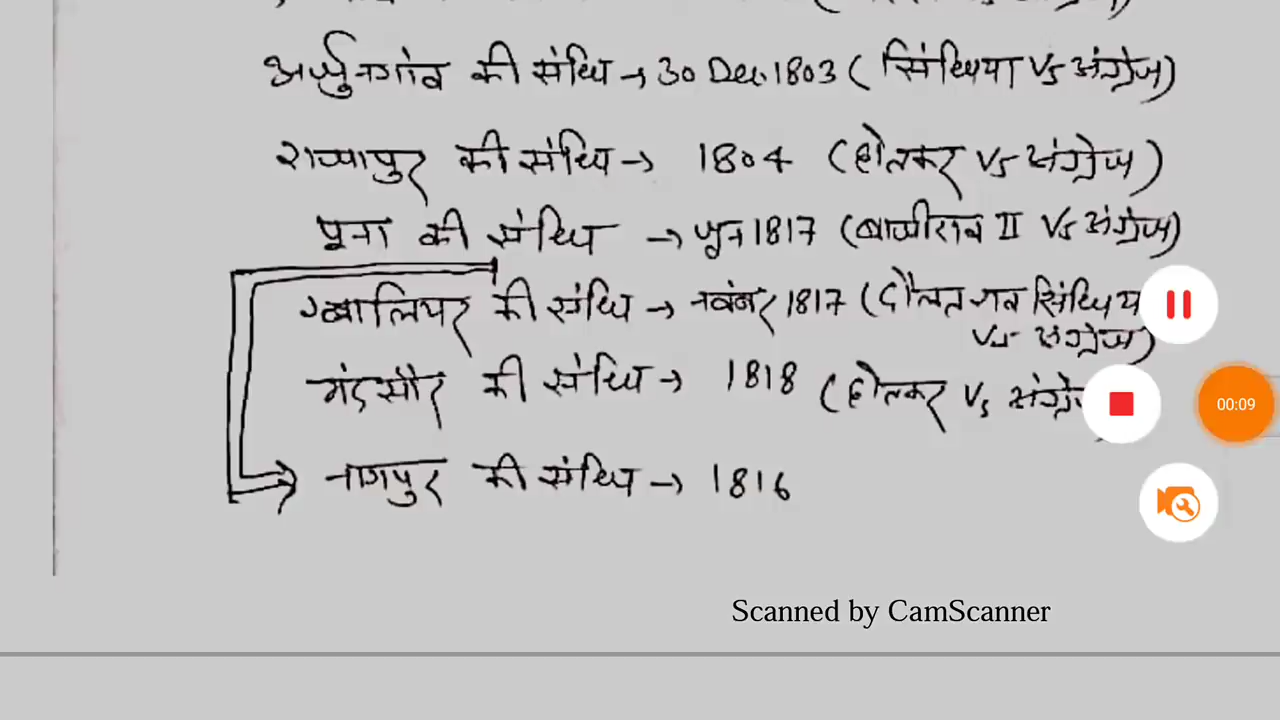 अर्जुनगांव की संधि → 30 Dec. 1803 ( सिंधिया VS अंग्रेज)
राजापुर की संधि → 1804 (होलकर VS अंग्रेज)
पूना की संधि → जून 1817 (बाजीराव II VS अंग्रेज)
ग्वालियर की संधि → नवंबर 1817 (दौलत राव सिंधिय
VS अंग्रेज)
मंदसौर की संधि → 1818 (होलकर VS अंग्रे
नागपुर की संधि → 1816
00:09
Scanned by CamScanner